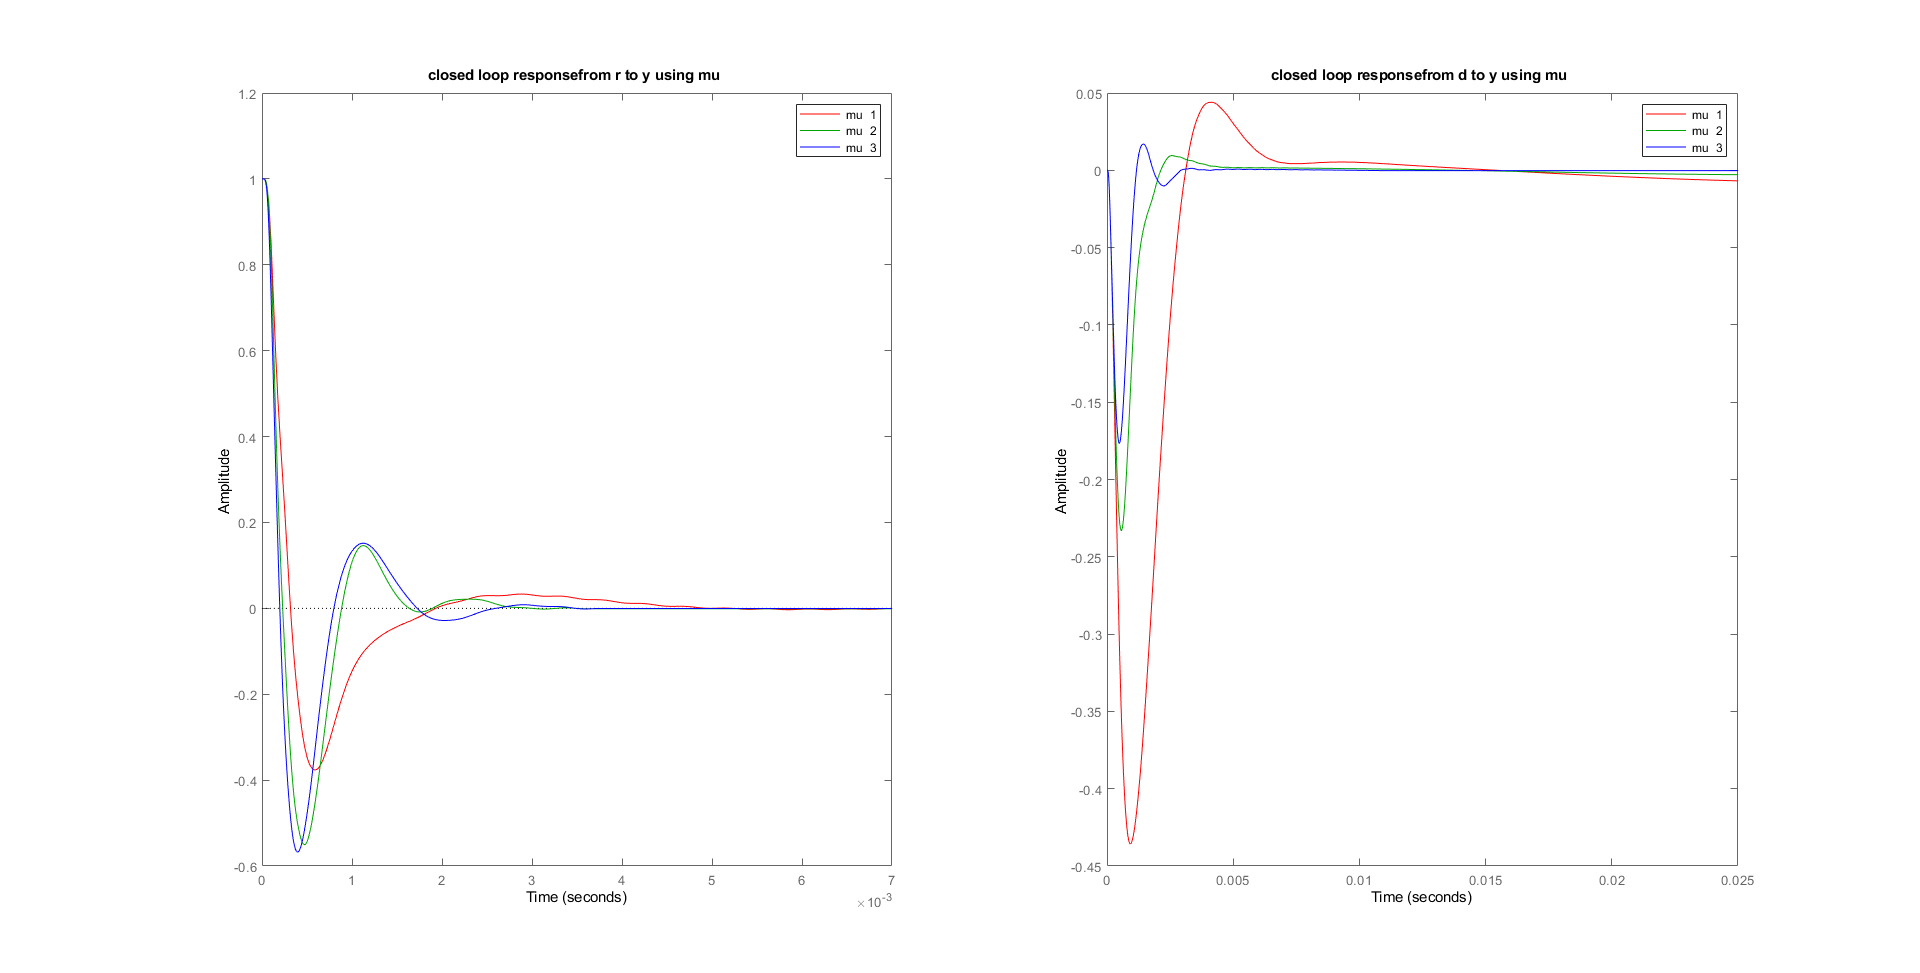 closed loop responsefrom r to y using mu
1.2
1
0.8
0.6
0.4
0.2
0
-0.2
-0.4
-0.6
Amplitude
0 1 2 3 4 5 6 7
Time (seconds)
×10-3
mu 1
mu 2
mu 3
closed loop responsefrom d to y using mu
0.05
0
-0.05
-0.1
-0.15
-0.2
-0.25
-0.3
-0.35
-0.4
-0.45
Amplitude
0 0.005 0.01 0.015 0.02 0.025
Time (seconds)
mu 1
mu 2
mu 3